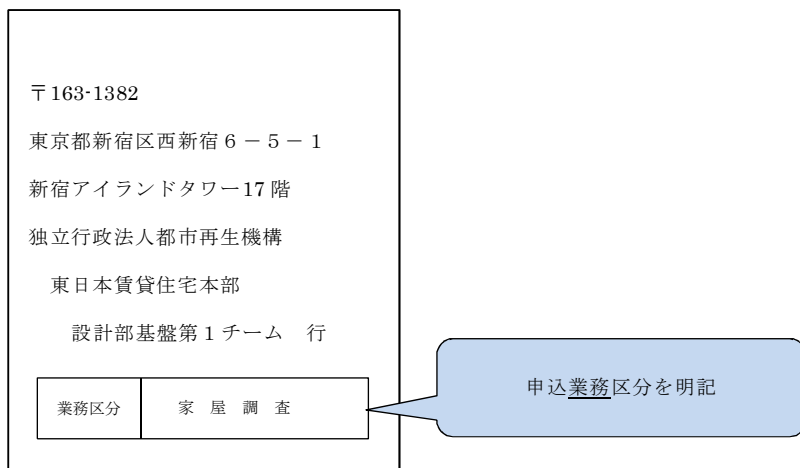 〒163-1382
東京都新宿区西新宿６－５－１
新宿アイランドタワー17 階
独立行政法人都市再生機構
東日本賃貸住宅本部
設計部基盤第１チーム　行
業務区分　家 屋 調 査
申込業務区分を明記